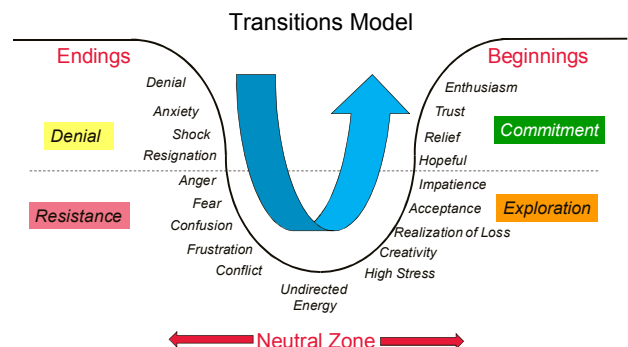 Transitions Model
Endings
Beginnings
Denial
Anxiety
Shock
Resignation
Anger
Fear
Confusion
Frustration
Conflict
Undirected
Energy
Enthusiasm
Trust
Relief
Hopeful
Impatience
Acceptance
Realization of Loss
Creativity
High Stress
Denial
Resistance
Commitment
Exploration
Neutral Zone